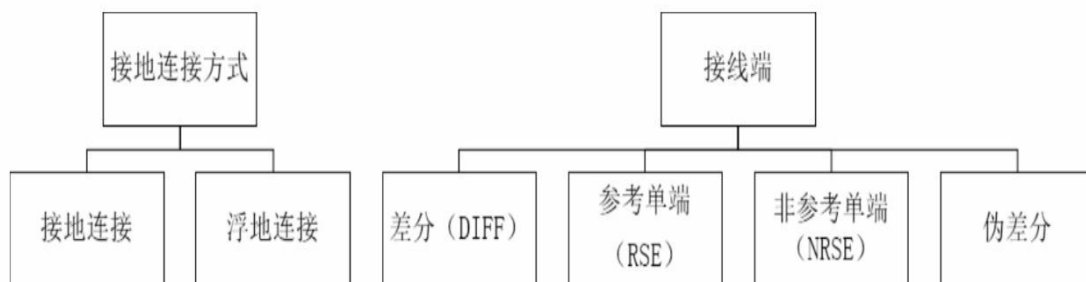 接地连接方式
接线端
接地连接
浮地连接
差分（DIFF）
参考单端
（RSE）
非参考单端
（NRSE）
伪差分